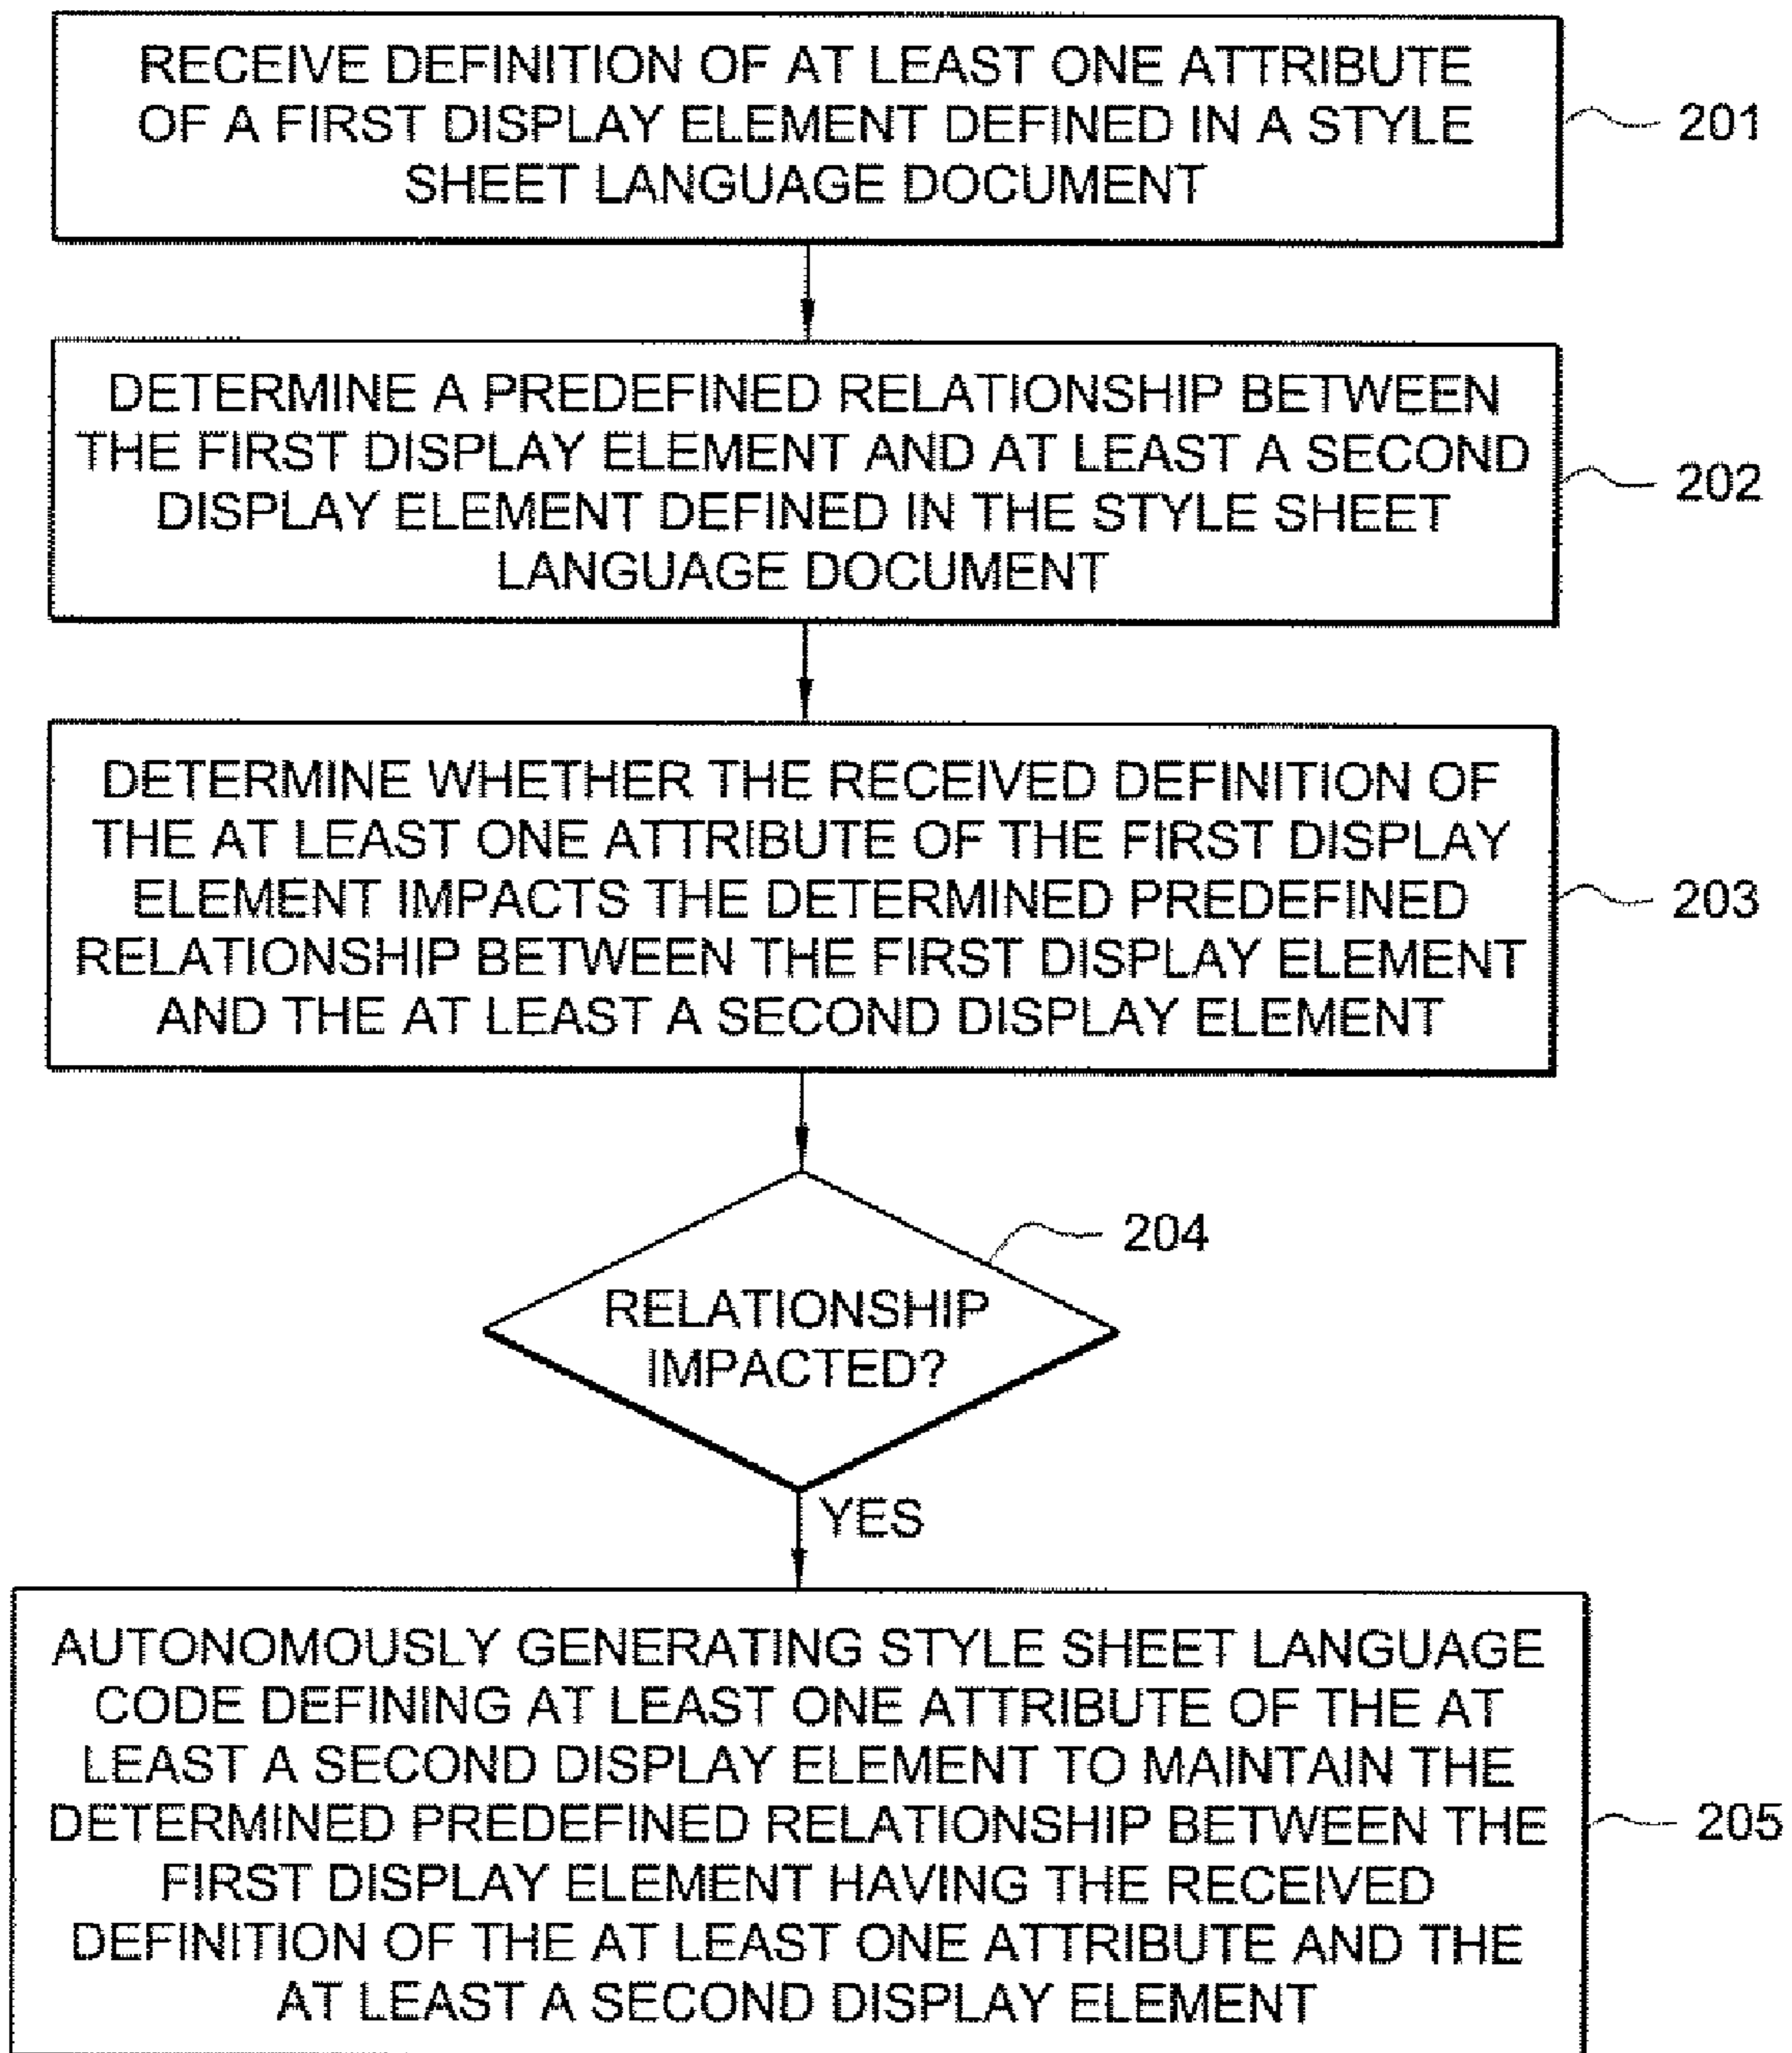 RECEIVE DEFINITION OF AT LEAST ONE ATTRIBUTE
OF A FIRST DISPLAY ELEMENT DEFINED IN A STYLE
SHEET LANGUAGE DOCUMENT
201
DETERMINE A PREDEFINED RELATIONSHIP BETWEEN
THE FIRST DISPLAY ELEMENT AND AT LEAST A SECOND
DISPLAY ELEMENT DEFINED IN THE STYLE SHEET
LANGUAGE DOCUMENT
202
DETERMINE WHETHER THE RECEIVED DEFINITION OF
THE AT LEAST ONE ATTRIBUTE OF THE FIRST DISPLAY
ELEMENT IMPACTS THE DETERMINED PREDEFINED
RELATIONSHIP BETWEEN THE FIRST DISPLAY ELEMENT
AND THE AT LEAST A SECOND DISPLAY ELEMENT
203
204
RELATIONSHIP
IMPACTED?
YES
AUTONOMOUSLY GENERATING STYLE SHEET LANGUAGE
CODE DEFINING AT LEAST ONE ATTRIBUTE OF THE AT
LEAST A SECOND DISPLAY ELEMENT TO MAINTAIN THE
DETERMINED PREDEFINED RELATIONSHIP BETWEEN THE
FIRST DISPLAY ELEMENT HAVING THE RECEIVED
DEFINITION OF THE AT LEAST ONE ATTRIBUTE AND THE
AT LEAST A SECOND DISPLAY ELEMENT
205